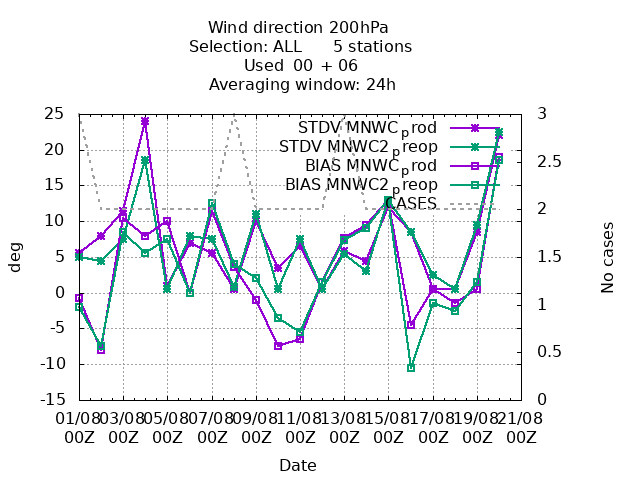 Wind direction 200hPa
Selection: ALL 5 stations
Used 00 + 06
Averaging window: 24h
STDV MNWC_prod
STDV MNWC2_preop
BIAS MNWC_prod
BIAS MNWC2_preop
CASES
25
20
15
10
5
0
-5
-10
-15
deg
3
2.5
2
1.5
1
0.5
0
No cases
01/08 03/08 05/08 07/08 09/08 11/08 13/08 15/08 17/08 19/08 21/08
00Z 00Z 00Z 00Z 00Z 00Z 00Z 00Z 00Z 00Z 00Z
Date